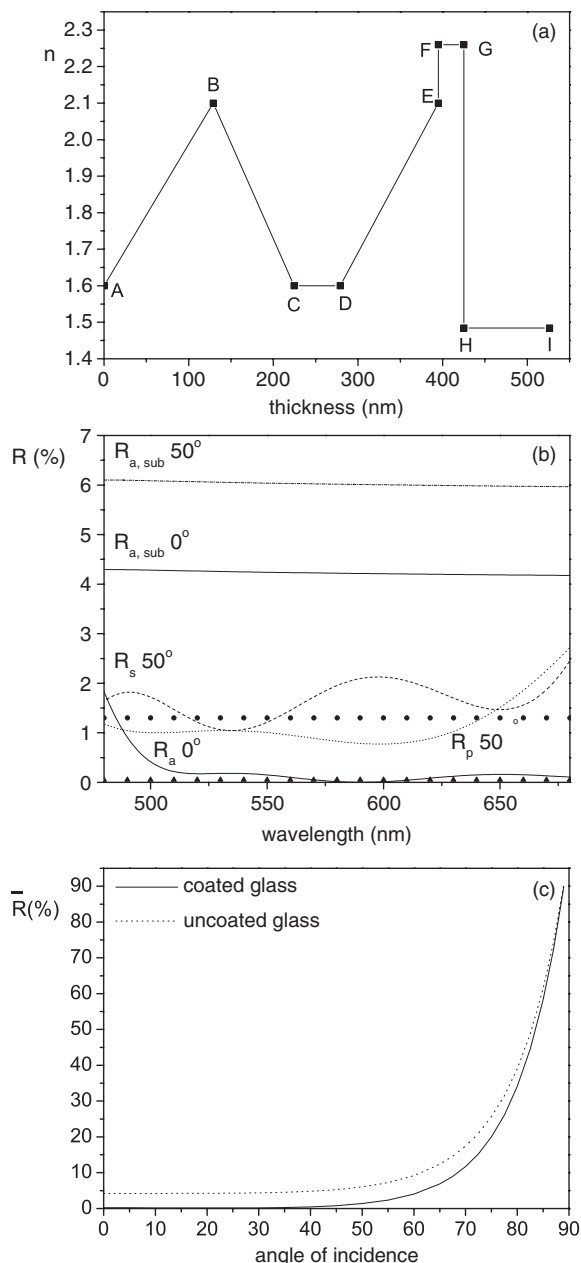 (a)
n
2.3
2.2
2.1
2.0
1.9
1.8
1.7
1.6
1.5
1.4
A
B
C
D
E
F
G
H
I
0
100
200
300
400
500
thickness (nm)
(b)
R (%)
7
6
5
4
3
2
1
0
R a, sub 50°
R a, sub 0°
R s 50°
R a 0°
R p 50 °
500
550
600
650
wavelength (nm)
(c)
R(%)
90
80
70
60
50
40
30
20
10
0
coated glass
uncoated glass
0 10 20 30 40 50 60 70 80 90
angle of incidence